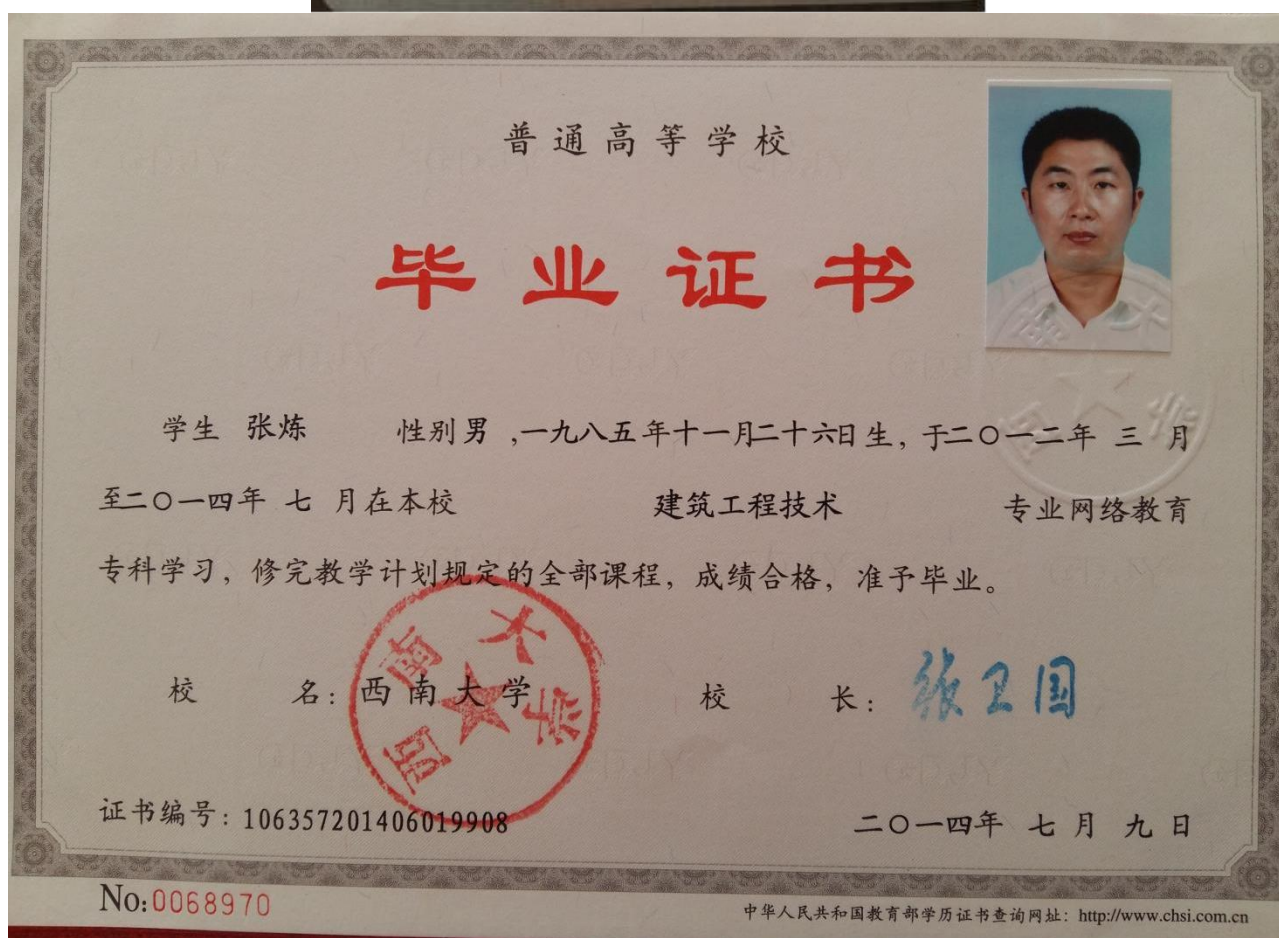 普通高等学校
毕业证书
学生 张炼 性别男,一九八五年十一月二十六日生,于二〇一二年 三 月
至二〇一四年 七 月在本校 建筑工程技术 专业网络教育
专科学习,修完教学计划规定的全部课程,成绩合格,准予毕业。
校 名:西南大学 校 长:张卫国
西南大学
证书编号:106357201406019908 二〇一四年 七 月 九 日
No:0068970 中华人民共和国教育部学历证书查询网址:http://www.chsi.com.cn